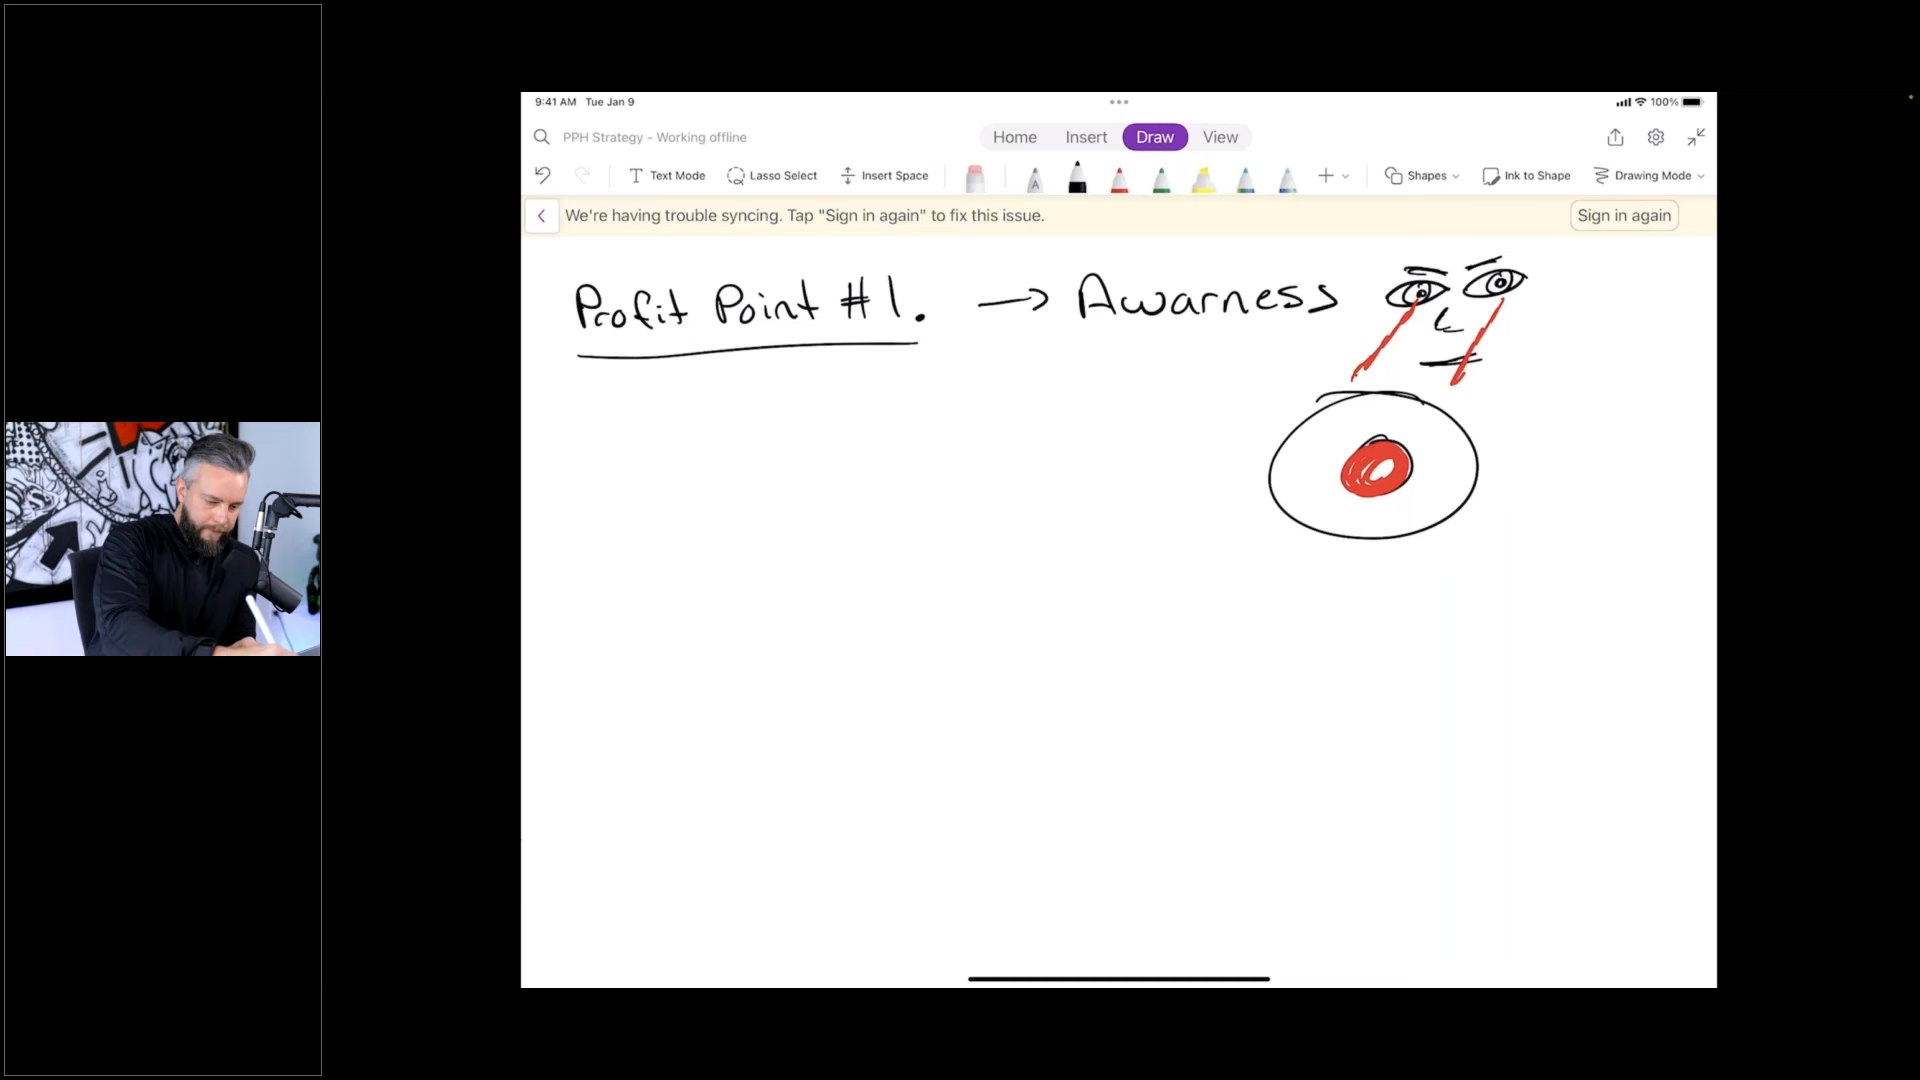 9:41 AM Tue Jan 9
100%
PPH Strategy - Working offline
Home Insert Draw View
Text Mode Lasso Select Insert Space A Shapes Ink to Shape Drawing Mode
We're having trouble syncing. Tap "Sign in again" to fix this issue. Sign in again
Profit Point #1. → Awarness